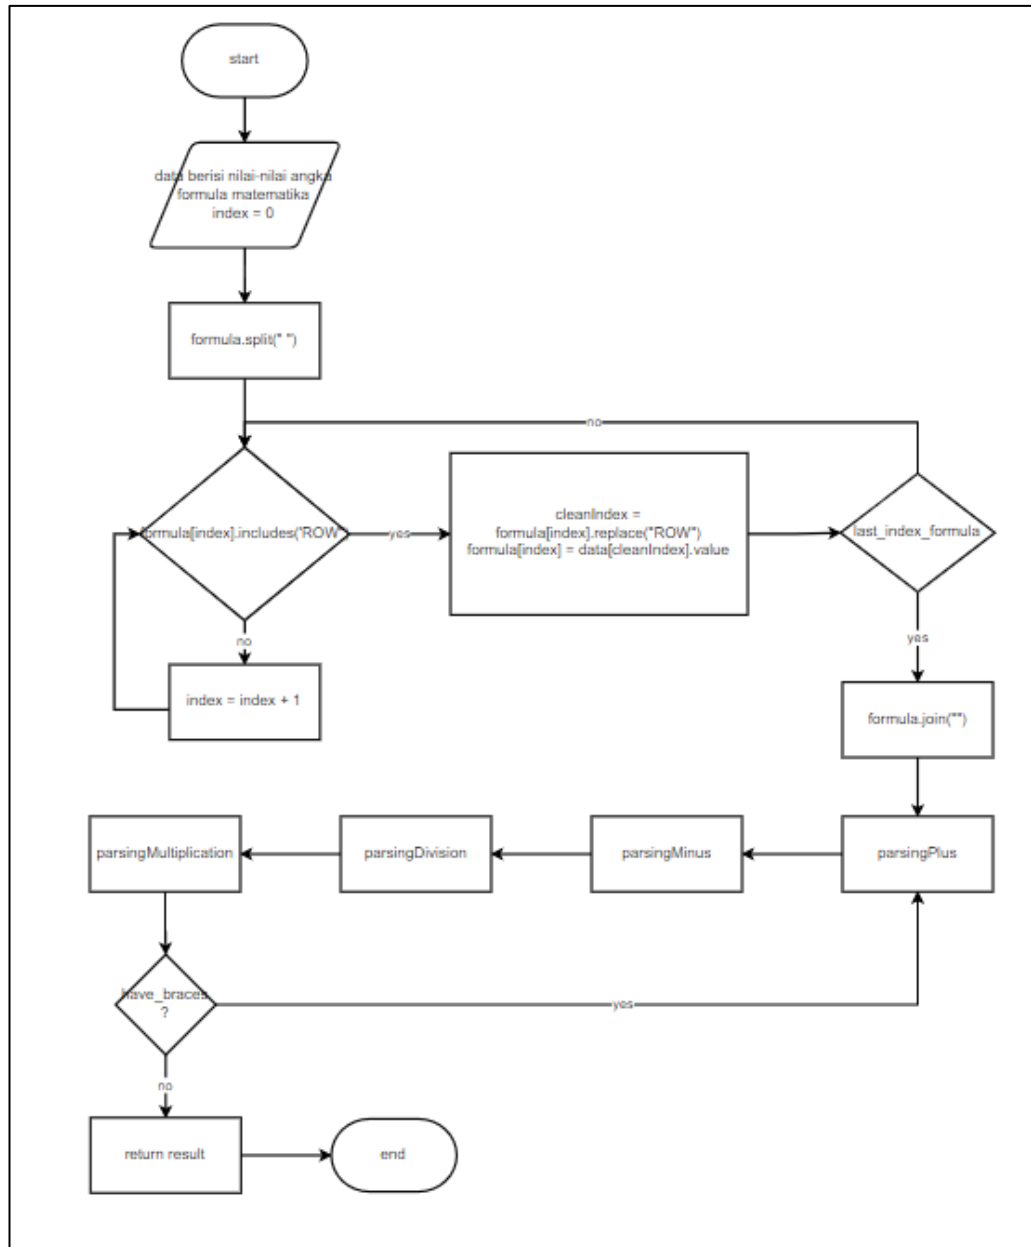 start
data berisi nilai-nilai angka
formula matematika
index = 0
formula.split(" ")
no
formula[index].includes("ROW")
yes
cleanIndex =
formula[index].replace("ROW")
formula[index] = data[cleanIndex].value
last_index_formula
no
yes
index = index + 1
formula.join("")
parsingMultiplication
parsingDivision
parsingMinus
parsingPlus
have_braces
?
yes
no
return result
end